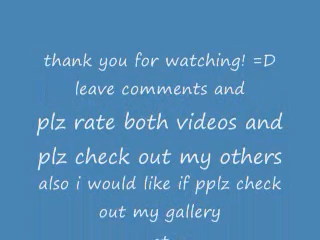 thank you for watching! =D
leave comments and
plz rate both videos and
plz check out my others
also i would like if pplz check
out my gallery